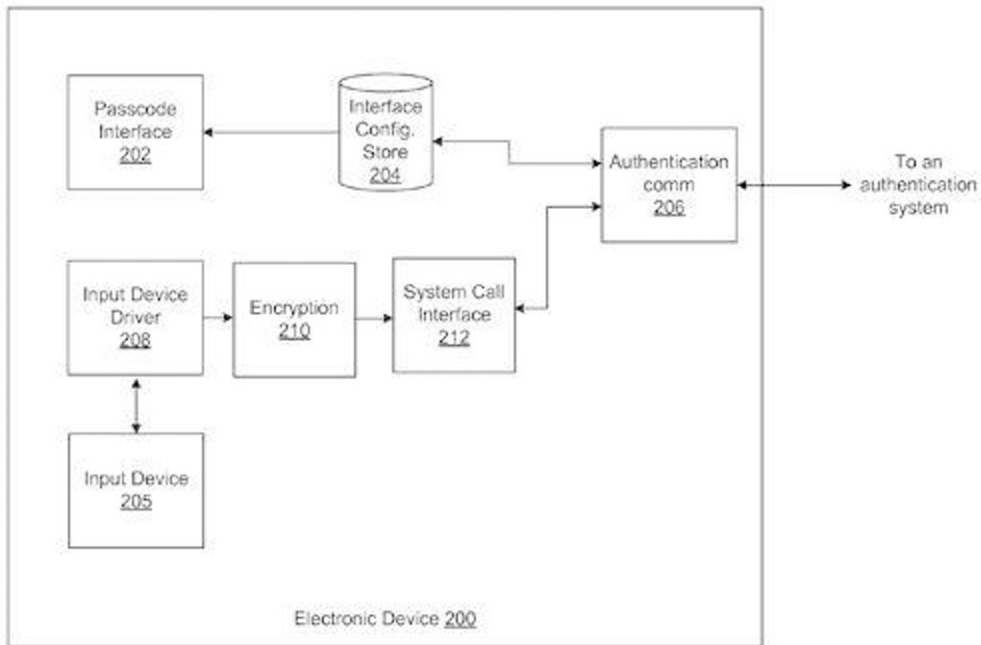 Passcode
Interface
202
Interface
Config.
Store
204
Authentication
comm
206
To an
authentication
system
Input Device
Driver
208
Encryption
210
System Call
Interface
212
Input Device
205
Electronic Device 200